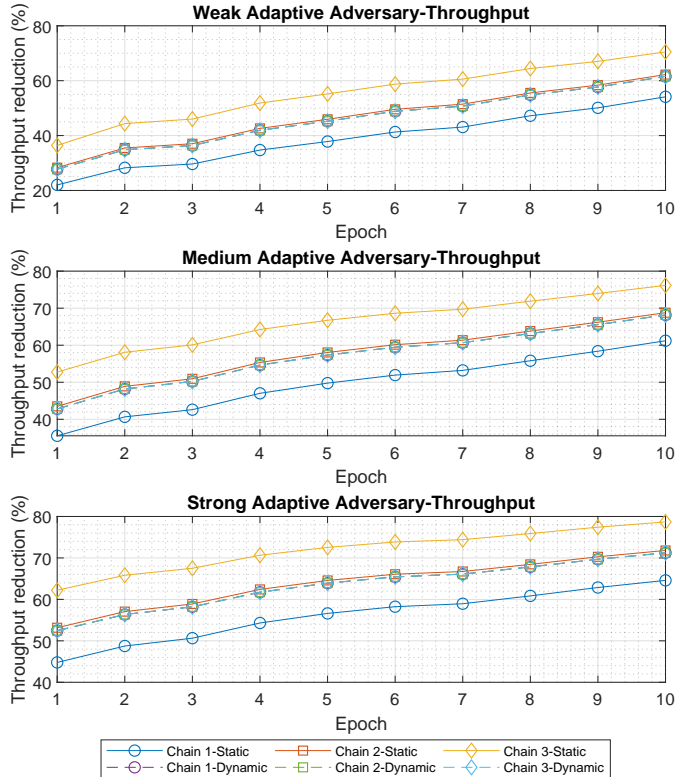 Weak Adaptive Adversary-Throughput
Throughput reduction (%)
80
60
40
20
1 2 3 4 5 6 7 8 9 10
Epoch
Medium Adaptive Adversary-Throughput
Throughput reduction (%)
80
70
60
50
40
1 2 3 4 5 6 7 8 9 10
Epoch
Strong Adaptive Adversary-Throughput
Throughput reduction (%)
80
70
60
50
40
1 2 3 4 5 6 7 8 9 10
Epoch
Chain 1-Static Chain 2-Static Chain 3-Static
Chain 1-Dynamic Chain 2-Dynamic Chain 3-Dynamic